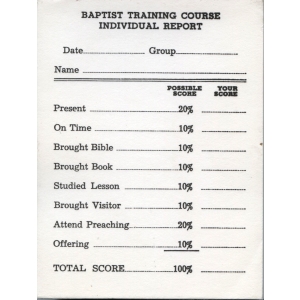 BAPTIST TRAINING COURSE
INDIVIDUAL REPORT
Date Group
Name
POSSIBLE SCORE YOUR SCORE
Present 20%
On Time 10%
Brought Bible 10%
Brought Book 10%
Studied Lesson 10%
Brought Visitor 10%
Attend Preaching 20%
Offering 10%
TOTAL SCORE 100%